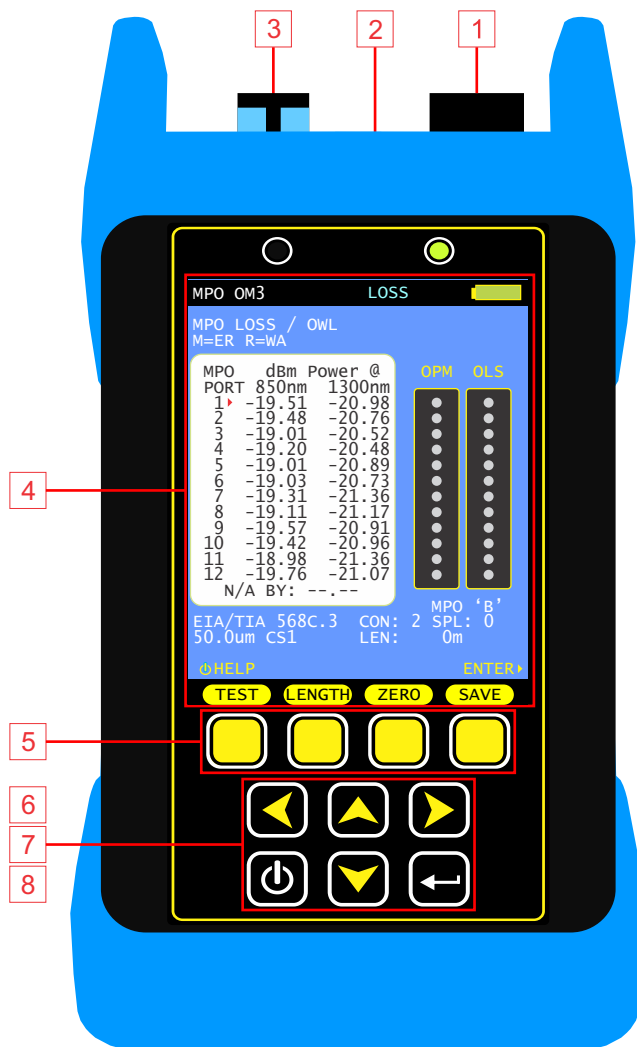 3 2 1
MPO OM3 LOSS
MPO LOSS / OWL
M=ER R=WA
MPO dBm Power @
PORT 850nm 1300nm
1 -19.51 -20.98
2 -19.48 -20.76
3 -19.01 -20.52
4 -19.20 -20.48
5 -19.01 -20.89
6 -19.03 -20.73
7 -19.31 -21.36
8 -19.11 -21.17
9 -19.57 -20.91
10 -19.42 -20.96
11 -18.98 -21.36
12 -19.76 -21.07
N/A BY: --.--
OPM OLS
MPO ‘B’
EIA/TIA 568C.3 CON: 2 SPL: 0
50.0um CS1 LEN: 0m
HELP ENTER
TEST LENGTH ZERO SAVE
4
5
6
7
8